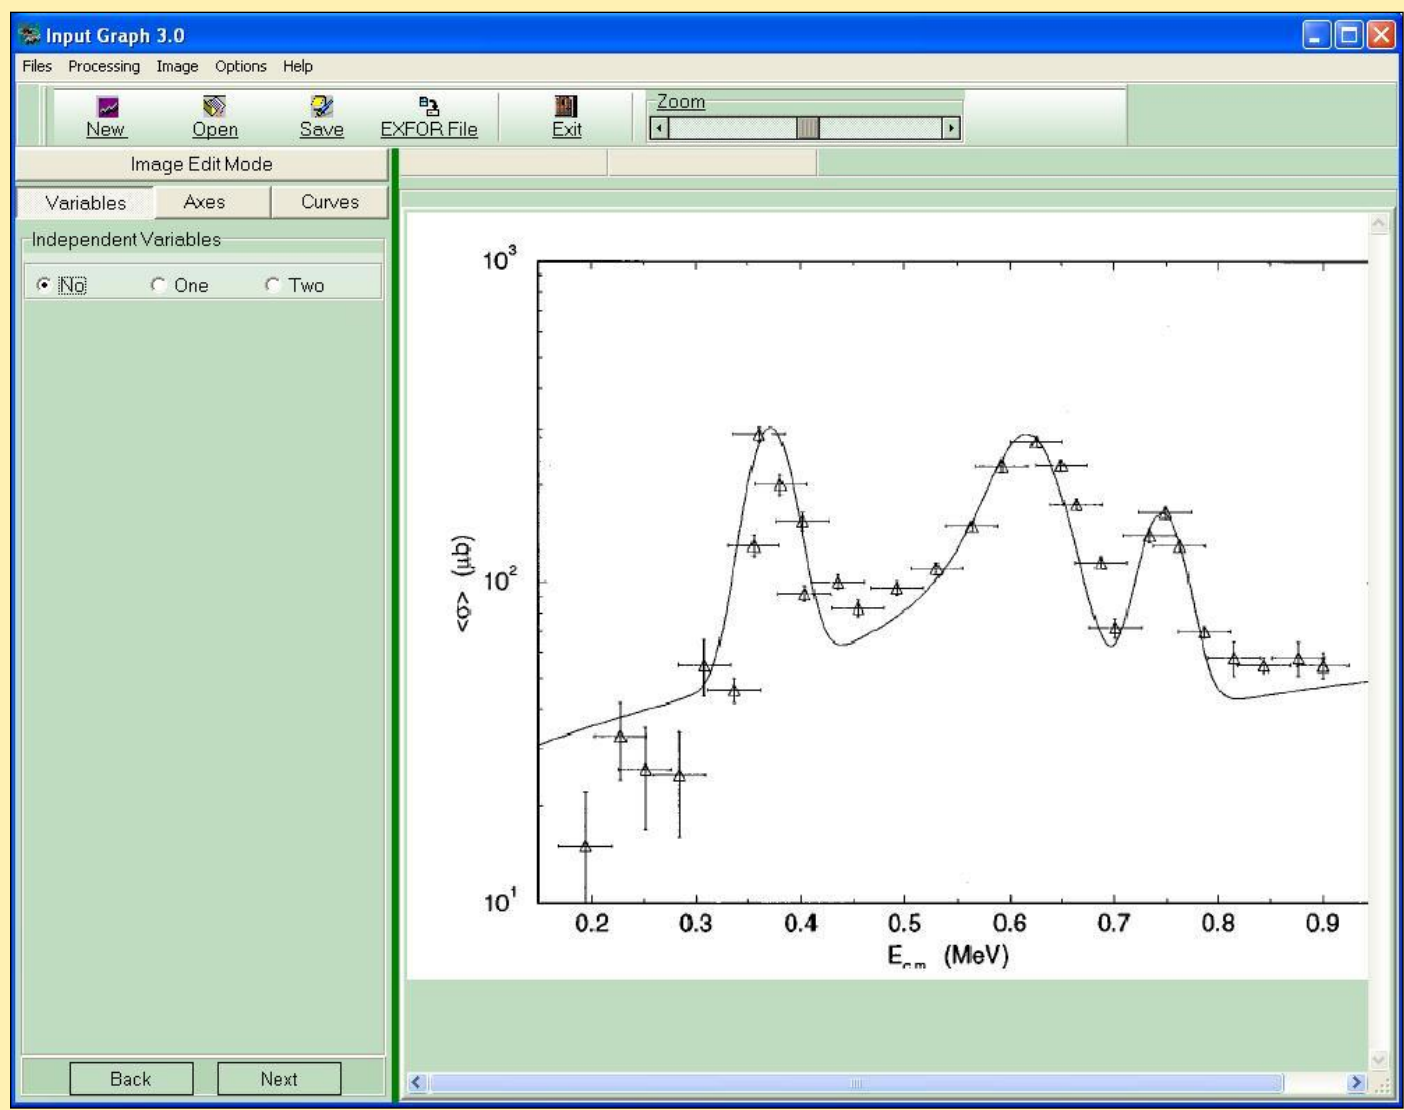 Input Graph 3.0
Files Processing Image Options Help
New Open Save EXFOR File Exit Zoom
Image Edit Mode
Variables Axes Curves
Independent Variables
No One Two
10³
<σ> (μb)
10²
10¹
0.2 0.3 0.4 0.5 0.6 0.7 0.8 0.9
E_cm (MeV)
Back Next